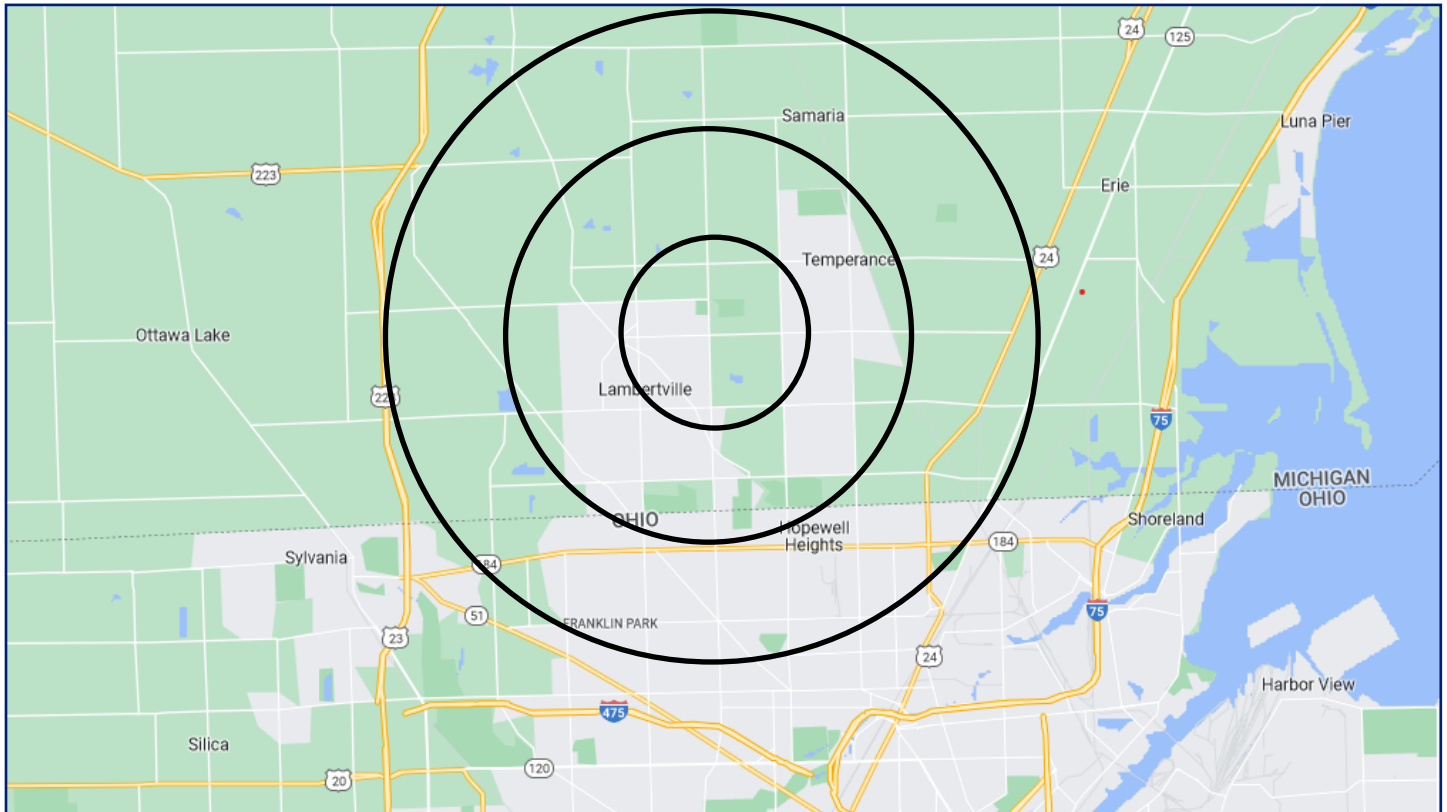 24
125
Samaria
Luna Pier
223
Erie
Temperance
24
Ottawa Lake
Lambertville
75
MICHIGAN
OHIO
OHIO
Hopewell
Heights
Shoreland
Sylvania
184
184
51
FRANKLIN PARK
75
23
24
Harbor View
475
Silica
120
20